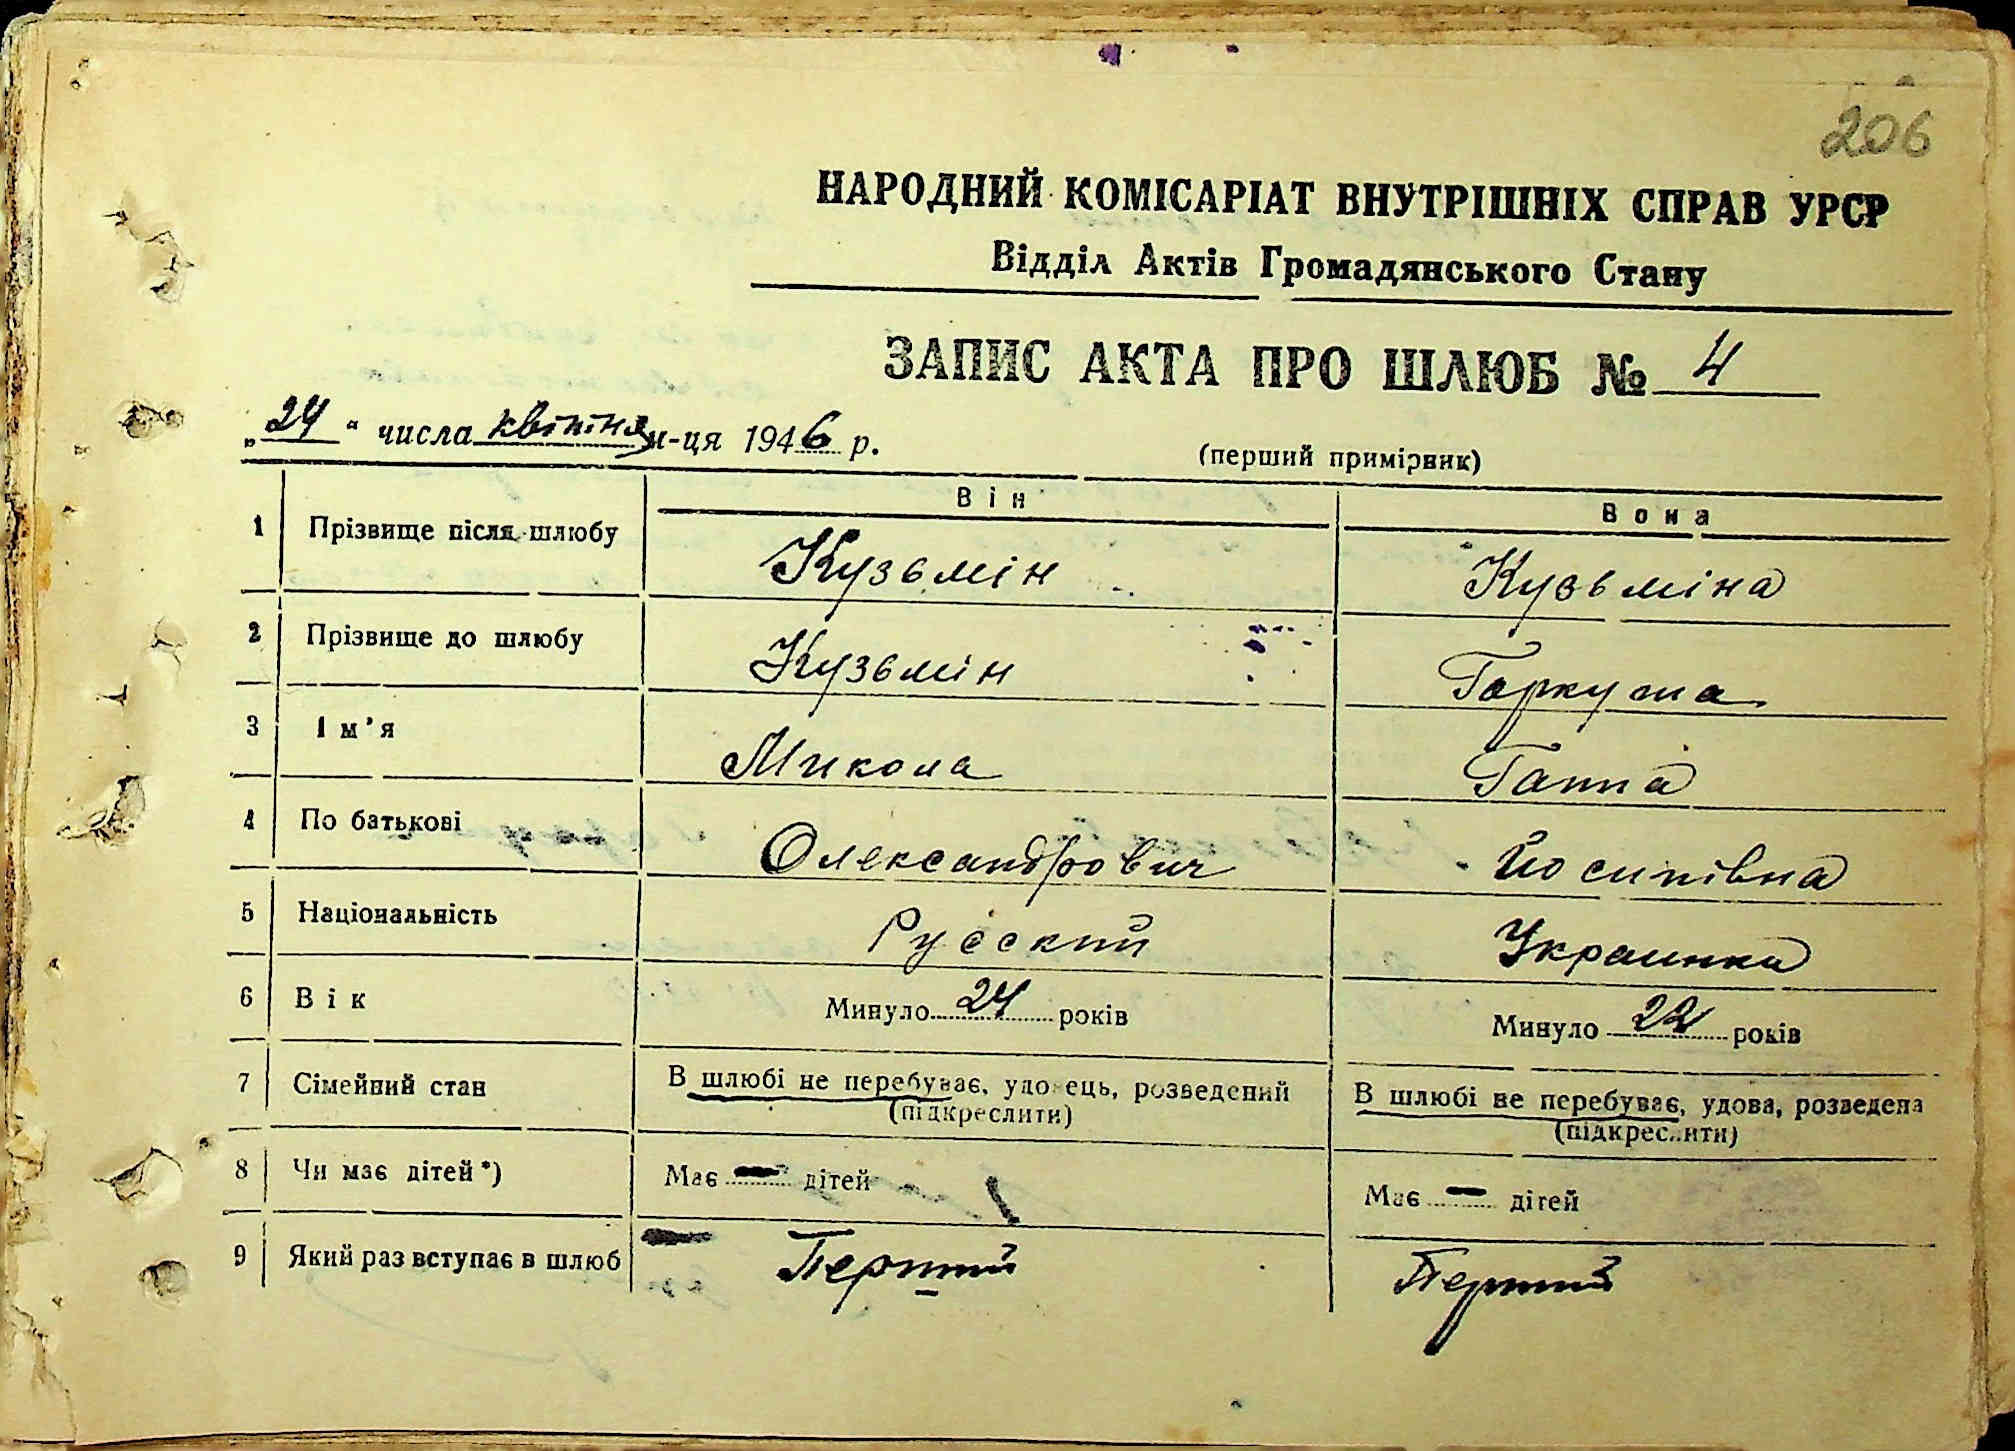 206
НАРОДНИЙ КОМІСАРІАТ ВНУТРІШНІХ СПРАВ УРСР
Відділ Актів Громадянського Стану
ЗАПИС АКТА ПРО ШЛЮБ № 4
„24“ числа квітня м-ця 1946 р.
(перший примірник)
Він Вона
1 Прізвище після шлюбу Кузьмін Кузьміна
2 Прізвище до шлюбу Кузьмін Гаркуша
3 Ім'я Микола Ганна
4 По батькові Олександрович Йосипівна
5 Національність Русский Украинка
6 Вік Минуло 24 років Минуло 22 років
7 Сімейний стан В шлюбі не перебуває, удовець, розведений В шлюбі не перебуває, удова, розведена
(підкреслити) (підкреслити)
8 Чи має дітей*) Має — дітей Має — дітей
9 Який раз вступає в шлюб Перший Перший